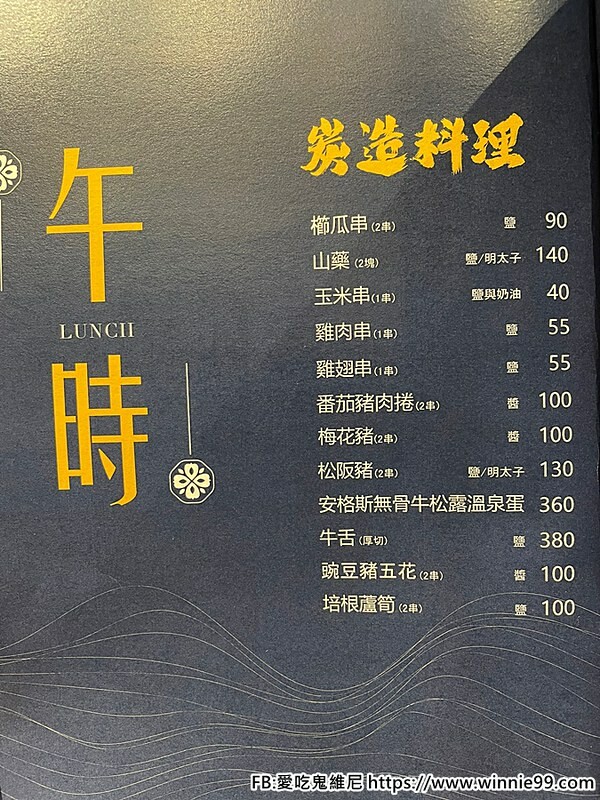 午時
LUNCH
炭造料理
櫛瓜串(2串) 鹽 90
山藥(2塊) 鹽/明太子 140
玉米串(1串) 鹽與奶油 40
雞肉串(1串) 鹽 55
雞翅串(1串) 鹽 55
番茄豬肉捲(2串) 醬 100
梅花豬(2串) 醬 100
松阪豬(2串) 鹽/明太子 130
安格斯無骨牛松露溫泉蛋 360
牛舌(厚切) 鹽 380
豌豆豬五花(2串) 醬 100
培根蘆筍(2串) 鹽 100
FB:愛吃鬼維尼 https://www.winnie99.com